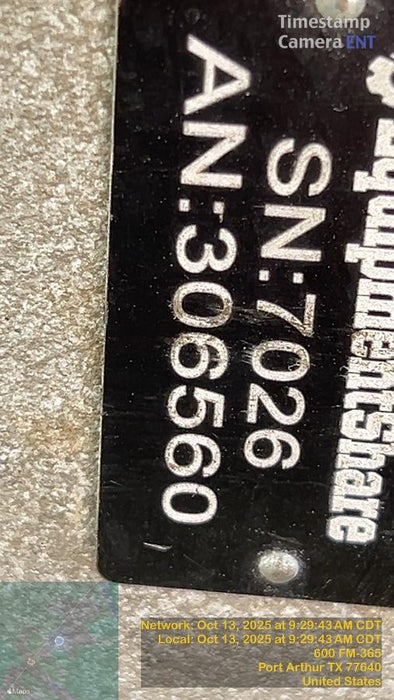 Timestamp
Camera ENT
EquipmentShare
SN:7026
AN:306560
Network: Oct 13, 2025 at 9:29:43 AM CDT
Local: Oct 13, 2025 at 9:29:43 AM CDT
600 FM-365
Port Arthur TX 77640
United States
Maps